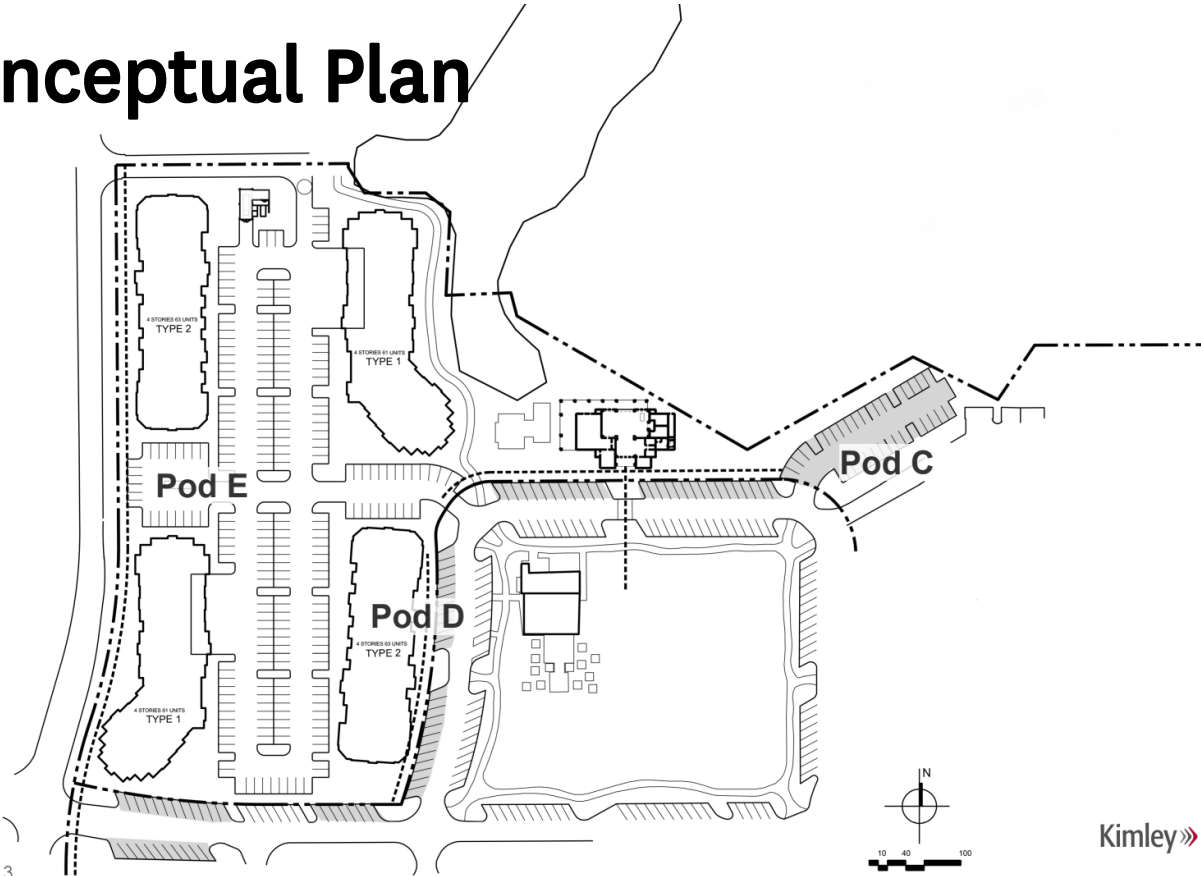 nceptual Plan
4 STORIES 63 UNITS
TYPE 2
4 STORIES 61 UNITS
TYPE 1
Pod C
Pod E
Pod D
4 STORIES 63 UNITS
TYPE 2
4 STORIES 61 UNITS
TYPE 1
N
10 40 100
Kimley
3